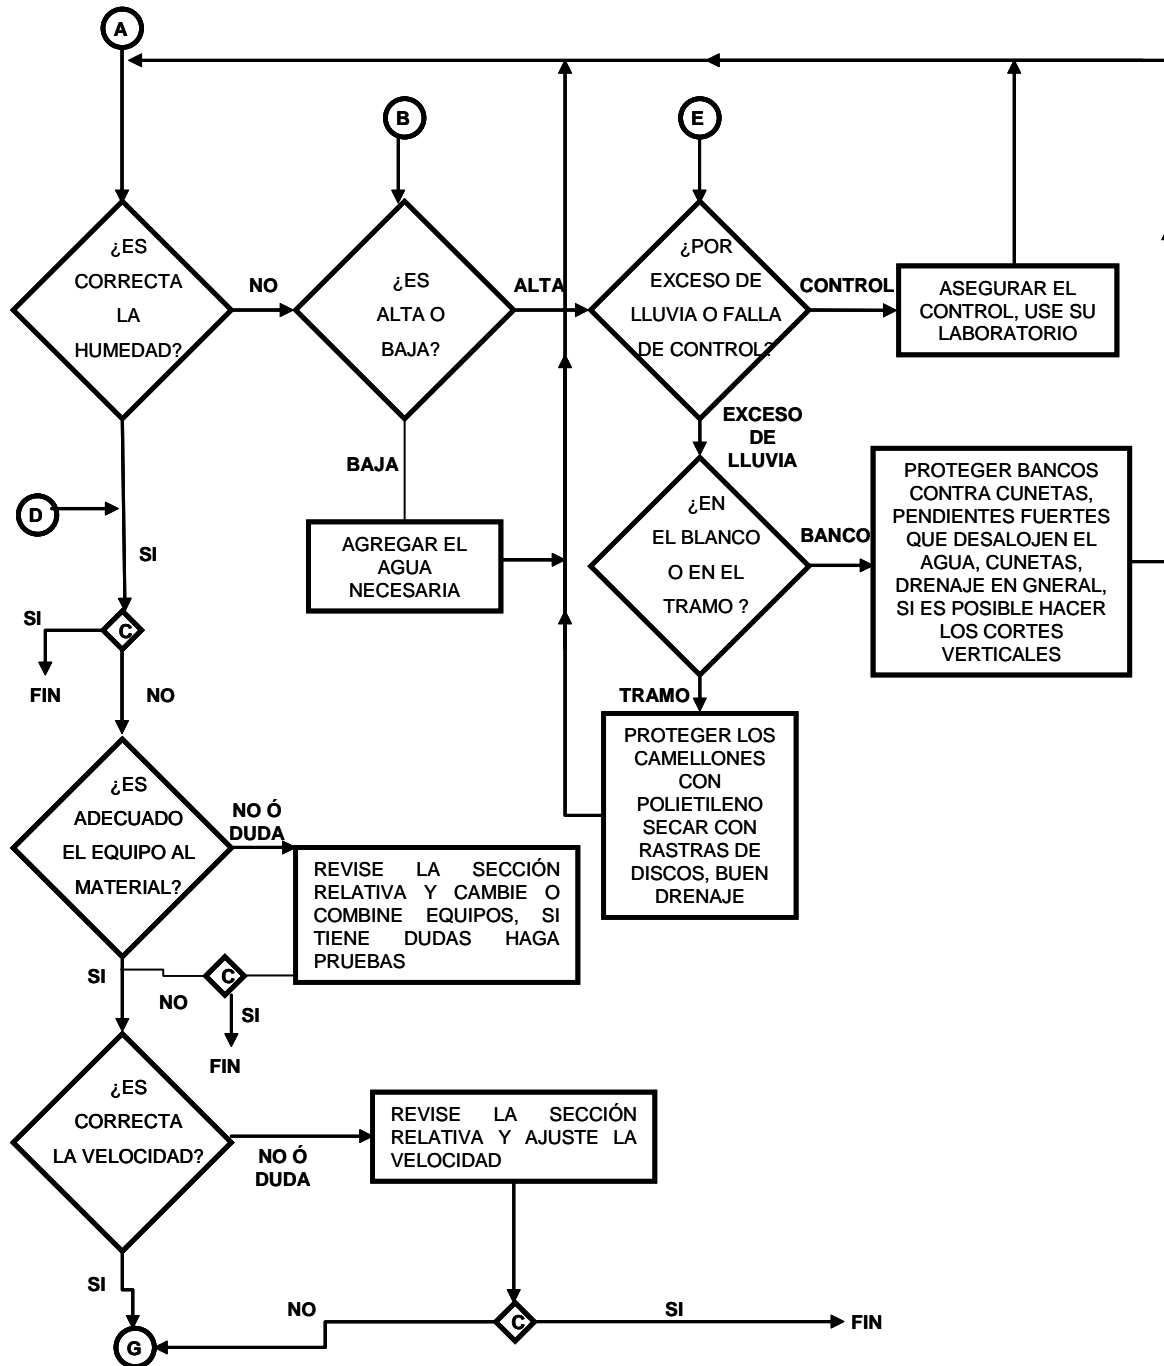 A
B
E
¿ES
CORRECTA
LA
HUMEDAD?
NO
¿ES
ALTA O
BAJA?
ALTA
¿POR
EXCESO DE
LLUVIA O FALLA
DE CONTROL?
CONTROL
ASEGURAR EL
CONTROL, USE SU
LABORATORIO
EXCESO
DE
LLUVIA
BAJA
AGREGAR EL
AGUA
NECESARIA
¿EN
EL BLANCO
O EN EL
TRAMO ?
BANCO
PROTEGER BANCOS
CONTRA CUNETAS,
PENDIENTES FUERTES
QUE DESALOJEN EL
AGUA, CUNETAS,
DRENAJE EN GNERAL,
SI ES POSIBLE HACER
LOS CORTES
VERTICALES
D
SI
SI
C
FIN
NO
TRAMO
PROTEGER LOS
CAMELLONES
CON
POLIETILENO
SECAR CON
RASTRAS DE
DISCOS, BUEN
DRENAJE
¿ES
ADECUADO
EL EQUIPO AL
MATERIAL?
NO Ó
DUDA
REVISE LA SECCIÓN
RELATIVA Y CAMBIE O
COMBINE EQUIPOS, SI
TIENE DUDAS HAGA
PRUEBAS
SI
NO
C
SI
FIN
¿ES
CORRECTA
LA VELOCIDAD?
NO Ó
DUDA
REVISE LA SECCIÓN
RELATIVA Y AJUSTE LA
VELOCIDAD
SI
G
NO
C
SI
FIN